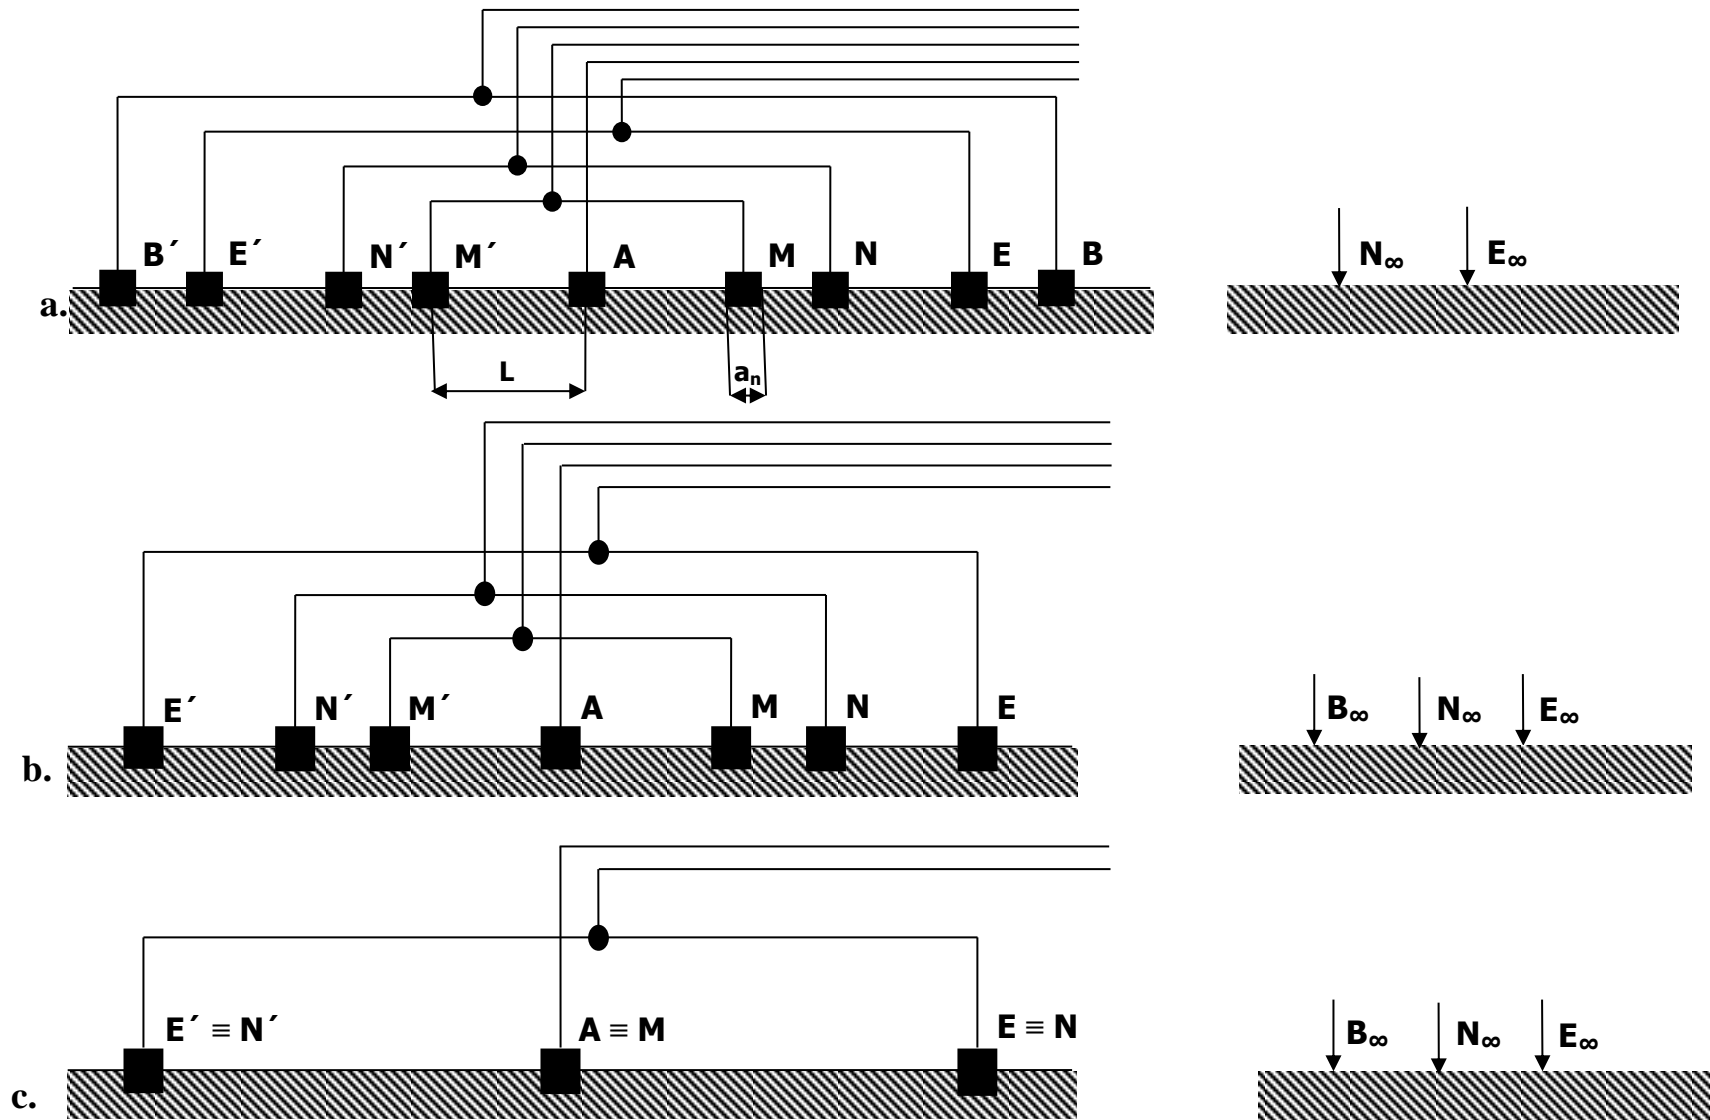 B´ E´ N´ M´ A M N E B N∞ E∞
a.
L aₙ
E´ N´ M´ A M N E B∞ N∞ E∞
b.
E´ ≡ N´ A ≡ M E ≡ N B∞ N∞ E∞
c.